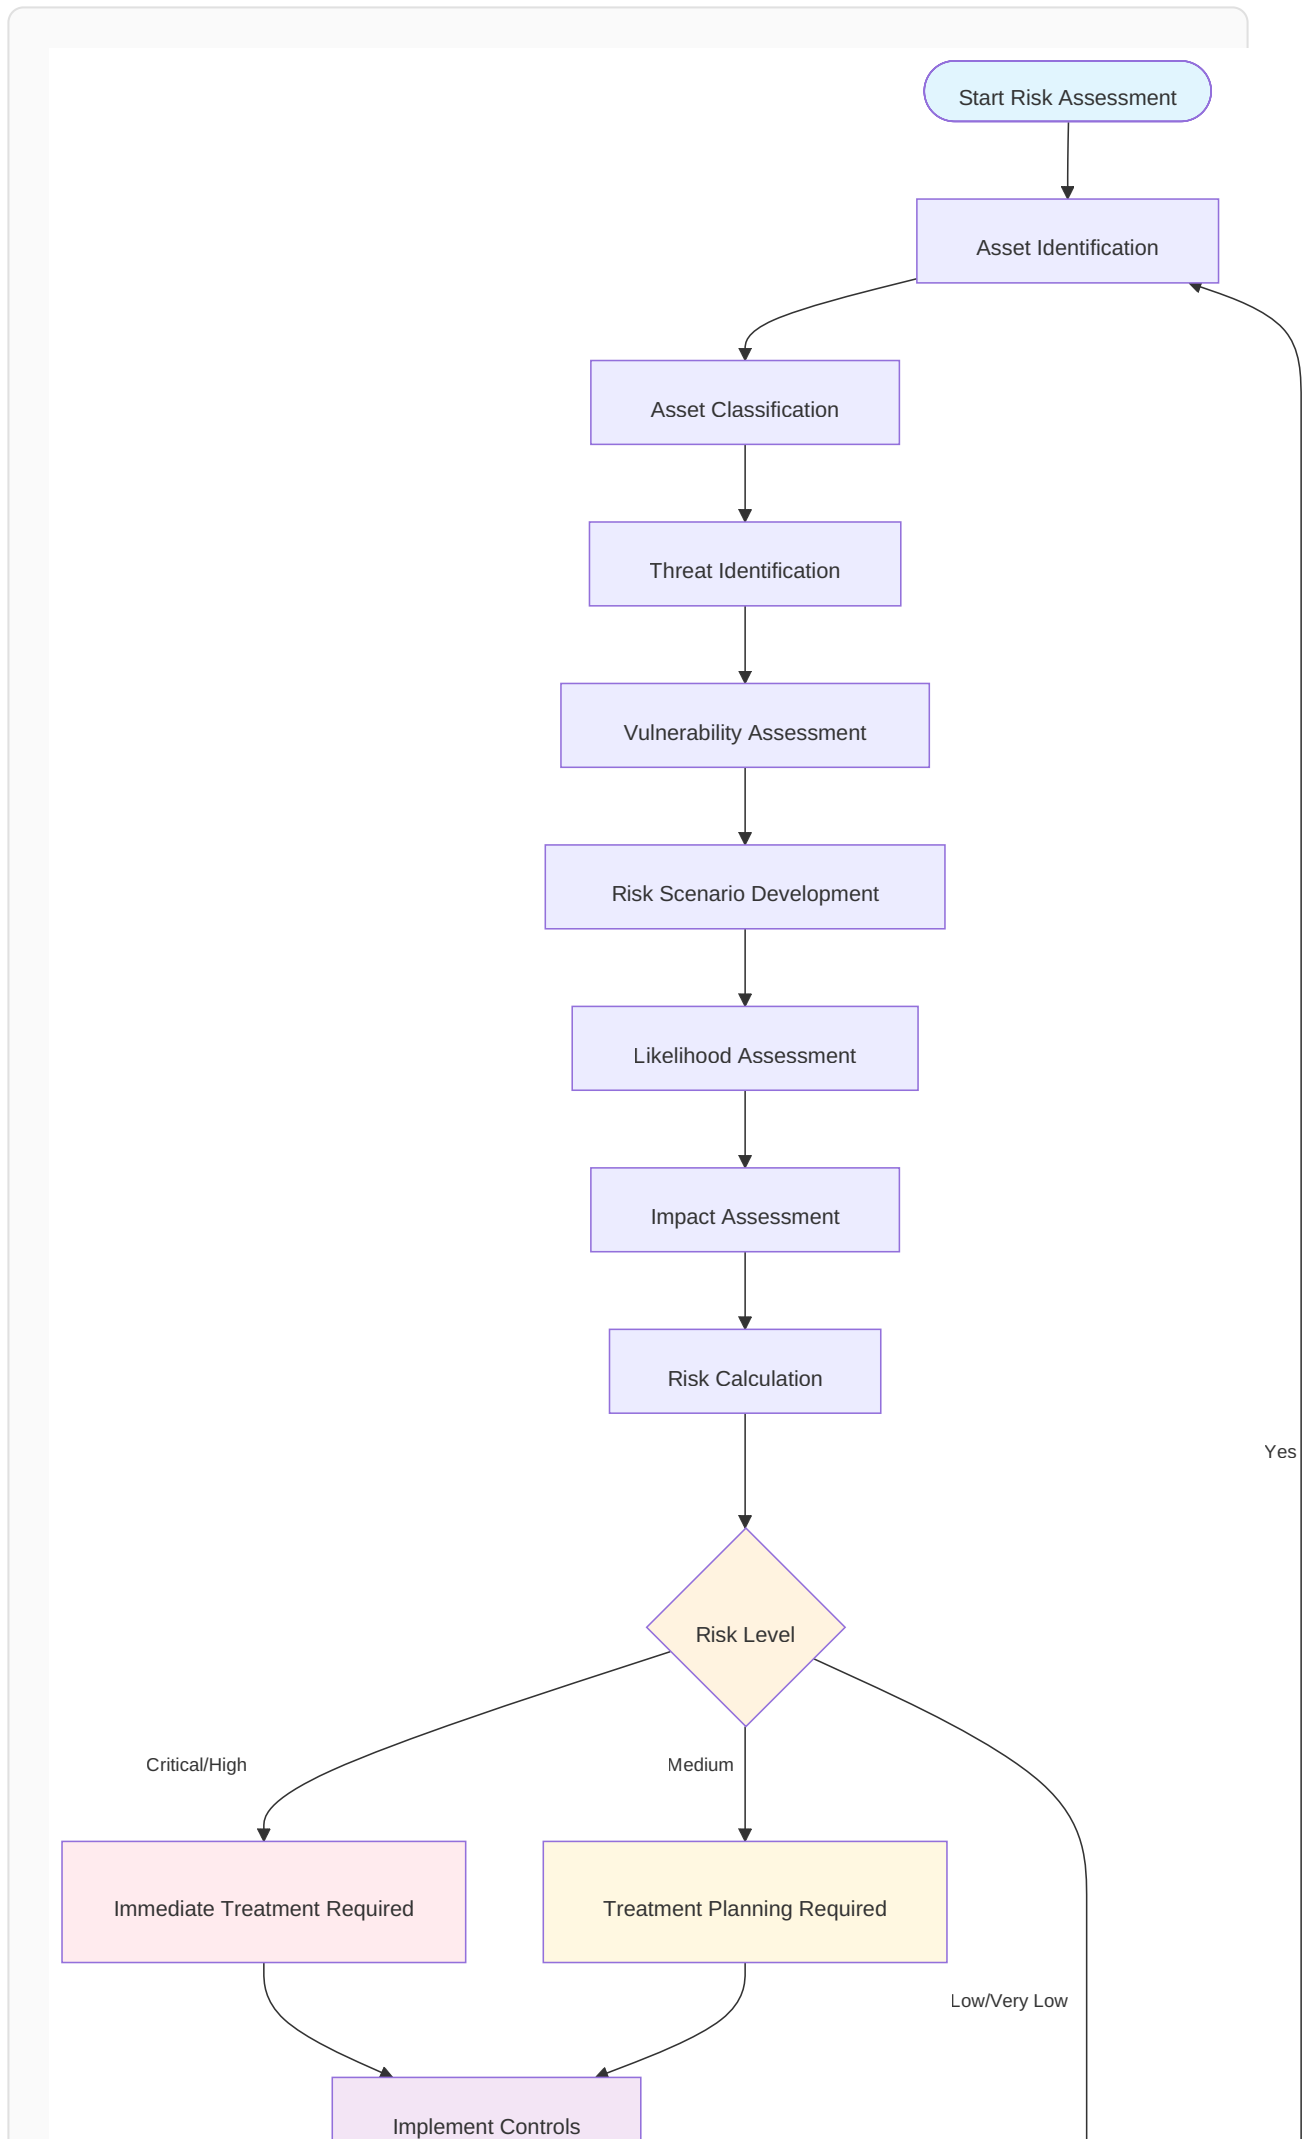 Start Risk Assessment
Asset Identification
Asset Classification
Threat Identification
Vulnerability Assessment
Risk Scenario Development
Likelihood Assessment
Impact Assessment
Risk Calculation
Yes
Risk Level
Critical/High
Medium
Immediate Treatment Required
Treatment Planning Required
Low/Very Low
Implement Controls